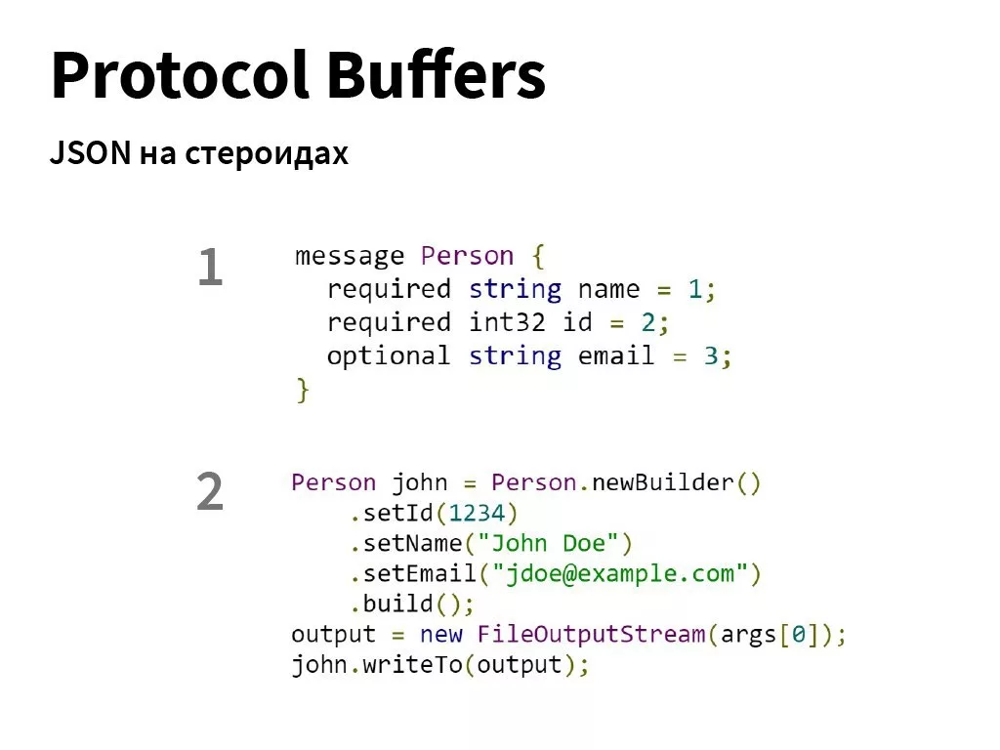 Protocol Buffers
JSON на стероидах
1
message Person {
  required string name = 1;
  required int32 id = 2;
  optional string email = 3;
}
2
Person john = Person.newBuilder()
    .setId(1234)
    .setName("John Doe")
    .setEmail("jdoe@example.com")
    .build();
output = new FileOutputStream(args[0]);
john.writeTo(output);